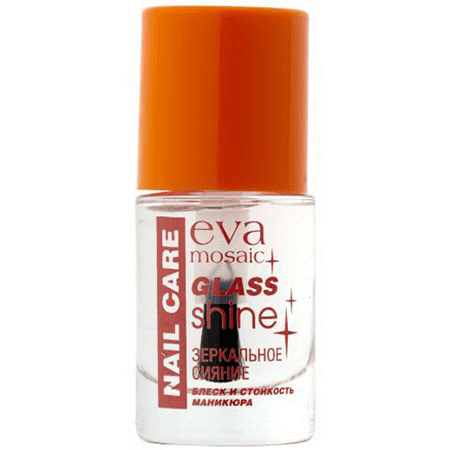 NAIL CARE
eva
mosaic
GLASS
shine
ЗЕРКАЛЬНОЕ
СИЯНИЕ
БЛЕСК И СТОЙКОСТЬ
МАНИКЮРА